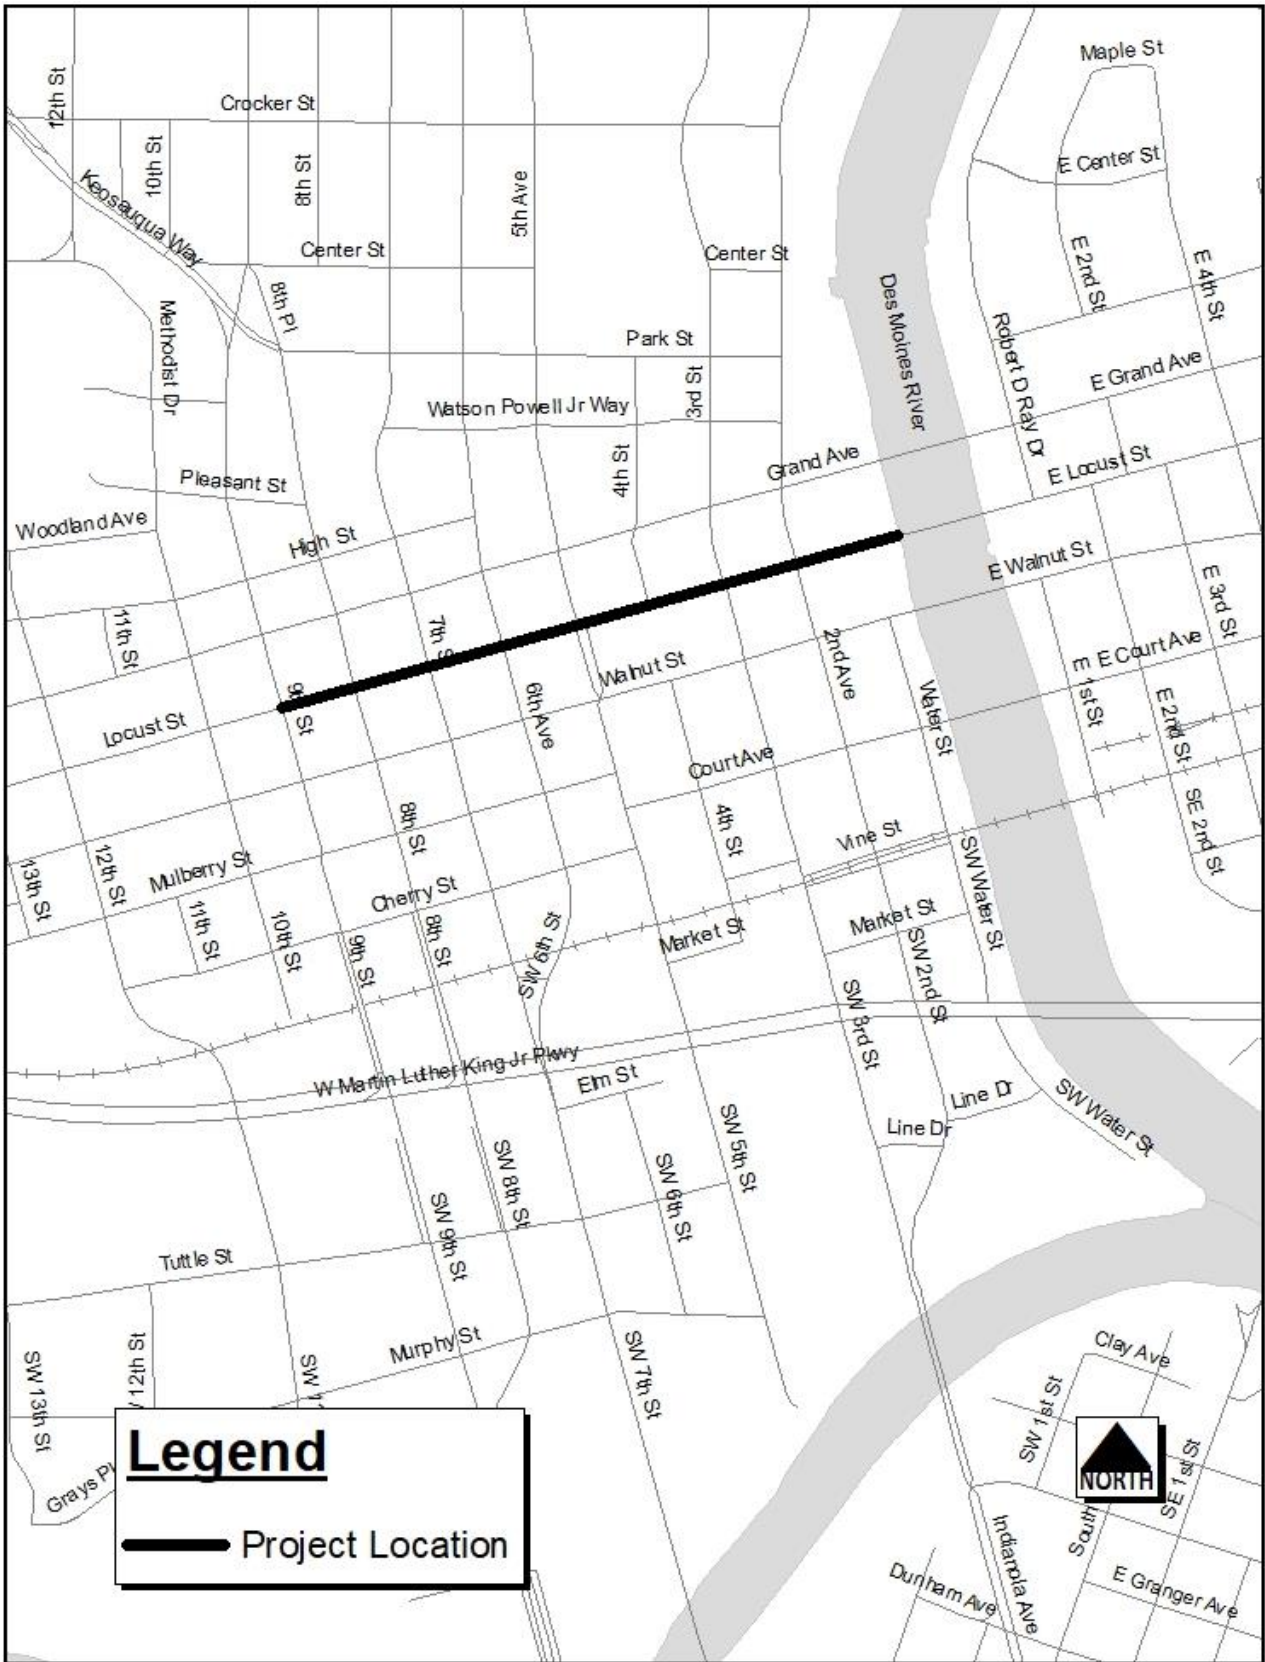 Maple St
12th St
Crocker St
10th St
8th St
5th Ave
E Center St
Keosauqua Way
Center St
Center St
E 2nd St
E 4th St
8th Pl
Methodist Dr
Des Moines River
Robert D Ray Dr
Park St
3rd St
E Grand Ave
Watson Powell Jr Way
4th St
Grand Ave
E Locust St
Pleasant St
Woodland Ave
High St
E Walnut St
E 3rd St
11th St
7th S
2nd Ave
E Court Ave
Walnut St
E 1st St
9th St
6th Ave
Water St
E 2nd St
Locust St
Court Ave
8th St
4th St
Vine St
SE 2nd St
13th St
12th St
Mulberry St
Cherry St
SW Water St
11th St
10th St
9th St
8th St
SW 6th St
Market St
Market St
SW 2nd St
SW 3rd St
W Martin Luther King Jr Pkwy
Elm St
Line Dr
SW Water St
Line Dr
SW 5th St
SW 8th St
SW 6th St
SW 9th St
Tuttle St
Murphy St
SW 7th St
Clay Ave
SW 13th St
12th St
SW 1
SW 1st St
SE 1st St
Grays Pl
South
NORTH
Indianola Ave
Dunham Ave
E Granger Ave
Legend
Project Location